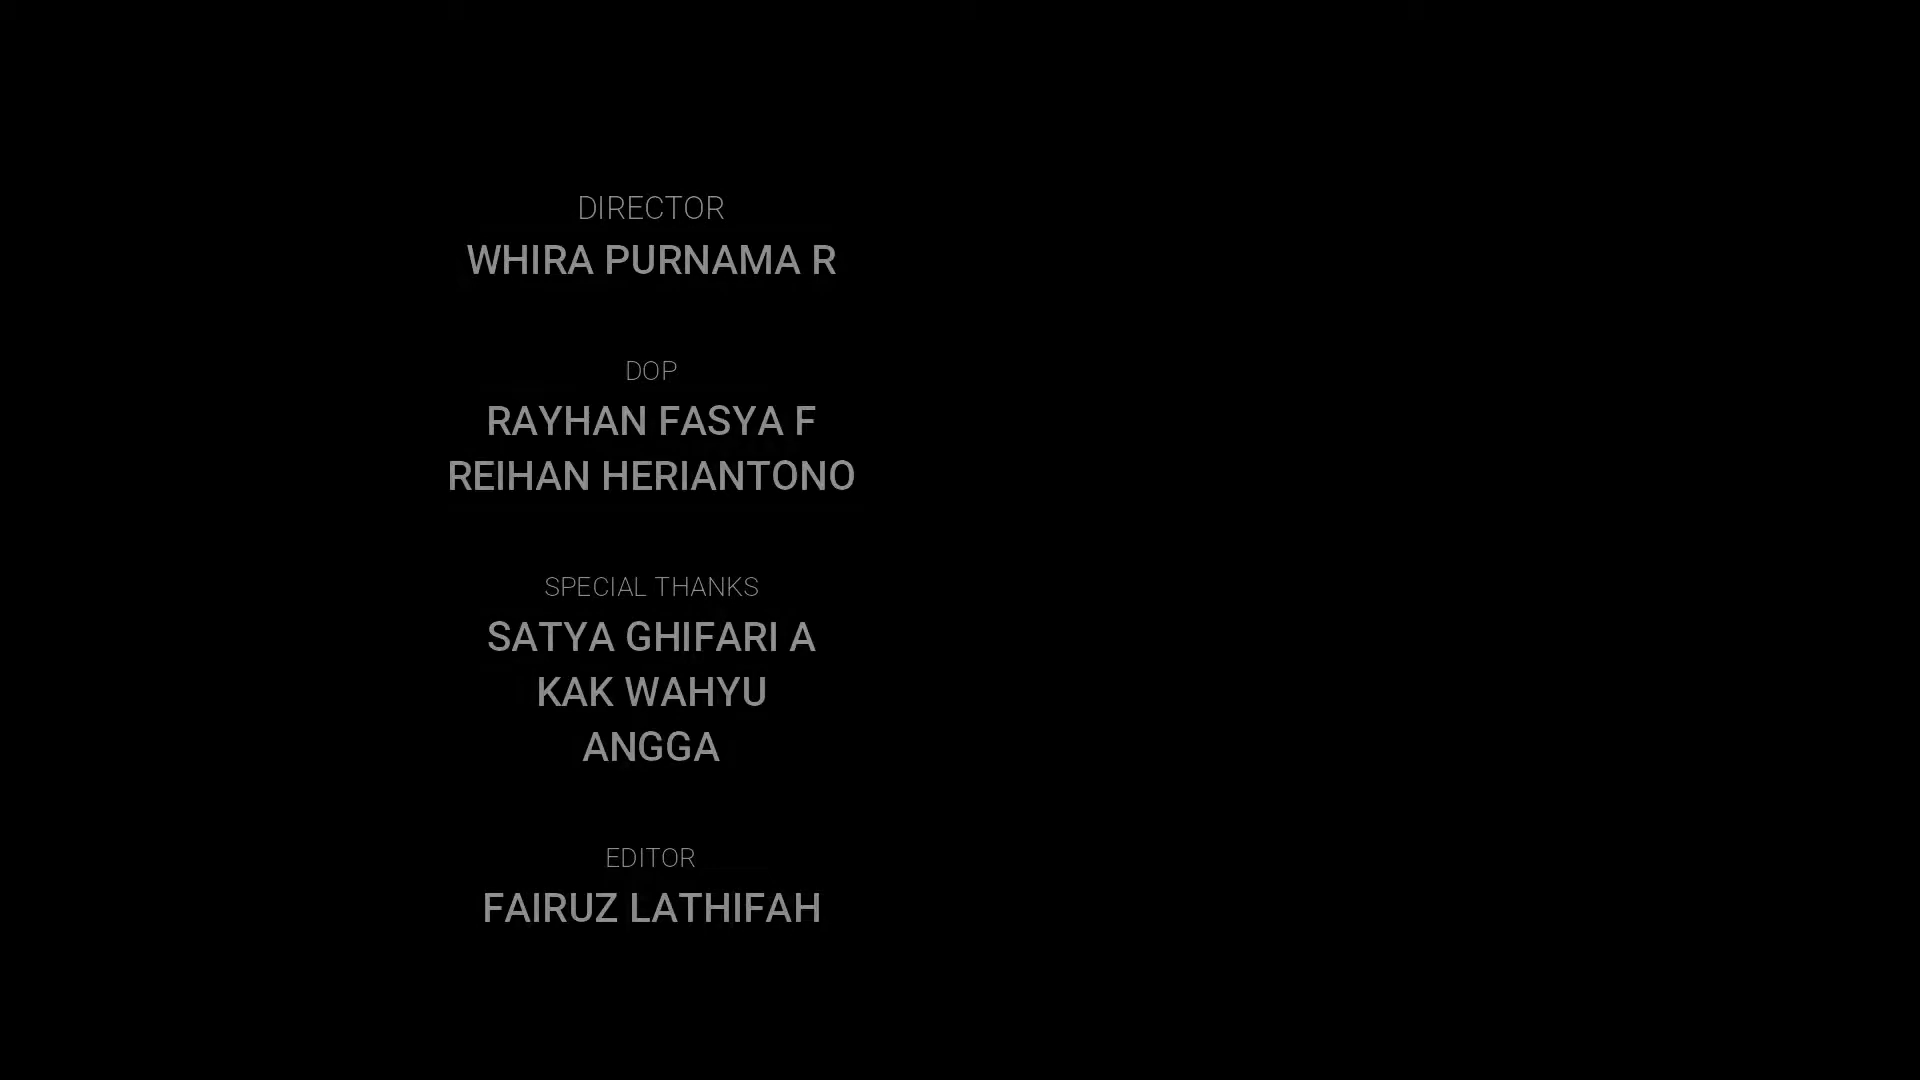 DIRECTOR
WHIRA PURNAMA R
DOP
RAYHAN FASYA F
REIHAN HERIANTONO
SPECIAL THANKS
SATYA GHIFARI A
KAK WAHYU
ANGGA
EDITOR
FAIRUZ LATHIFAH